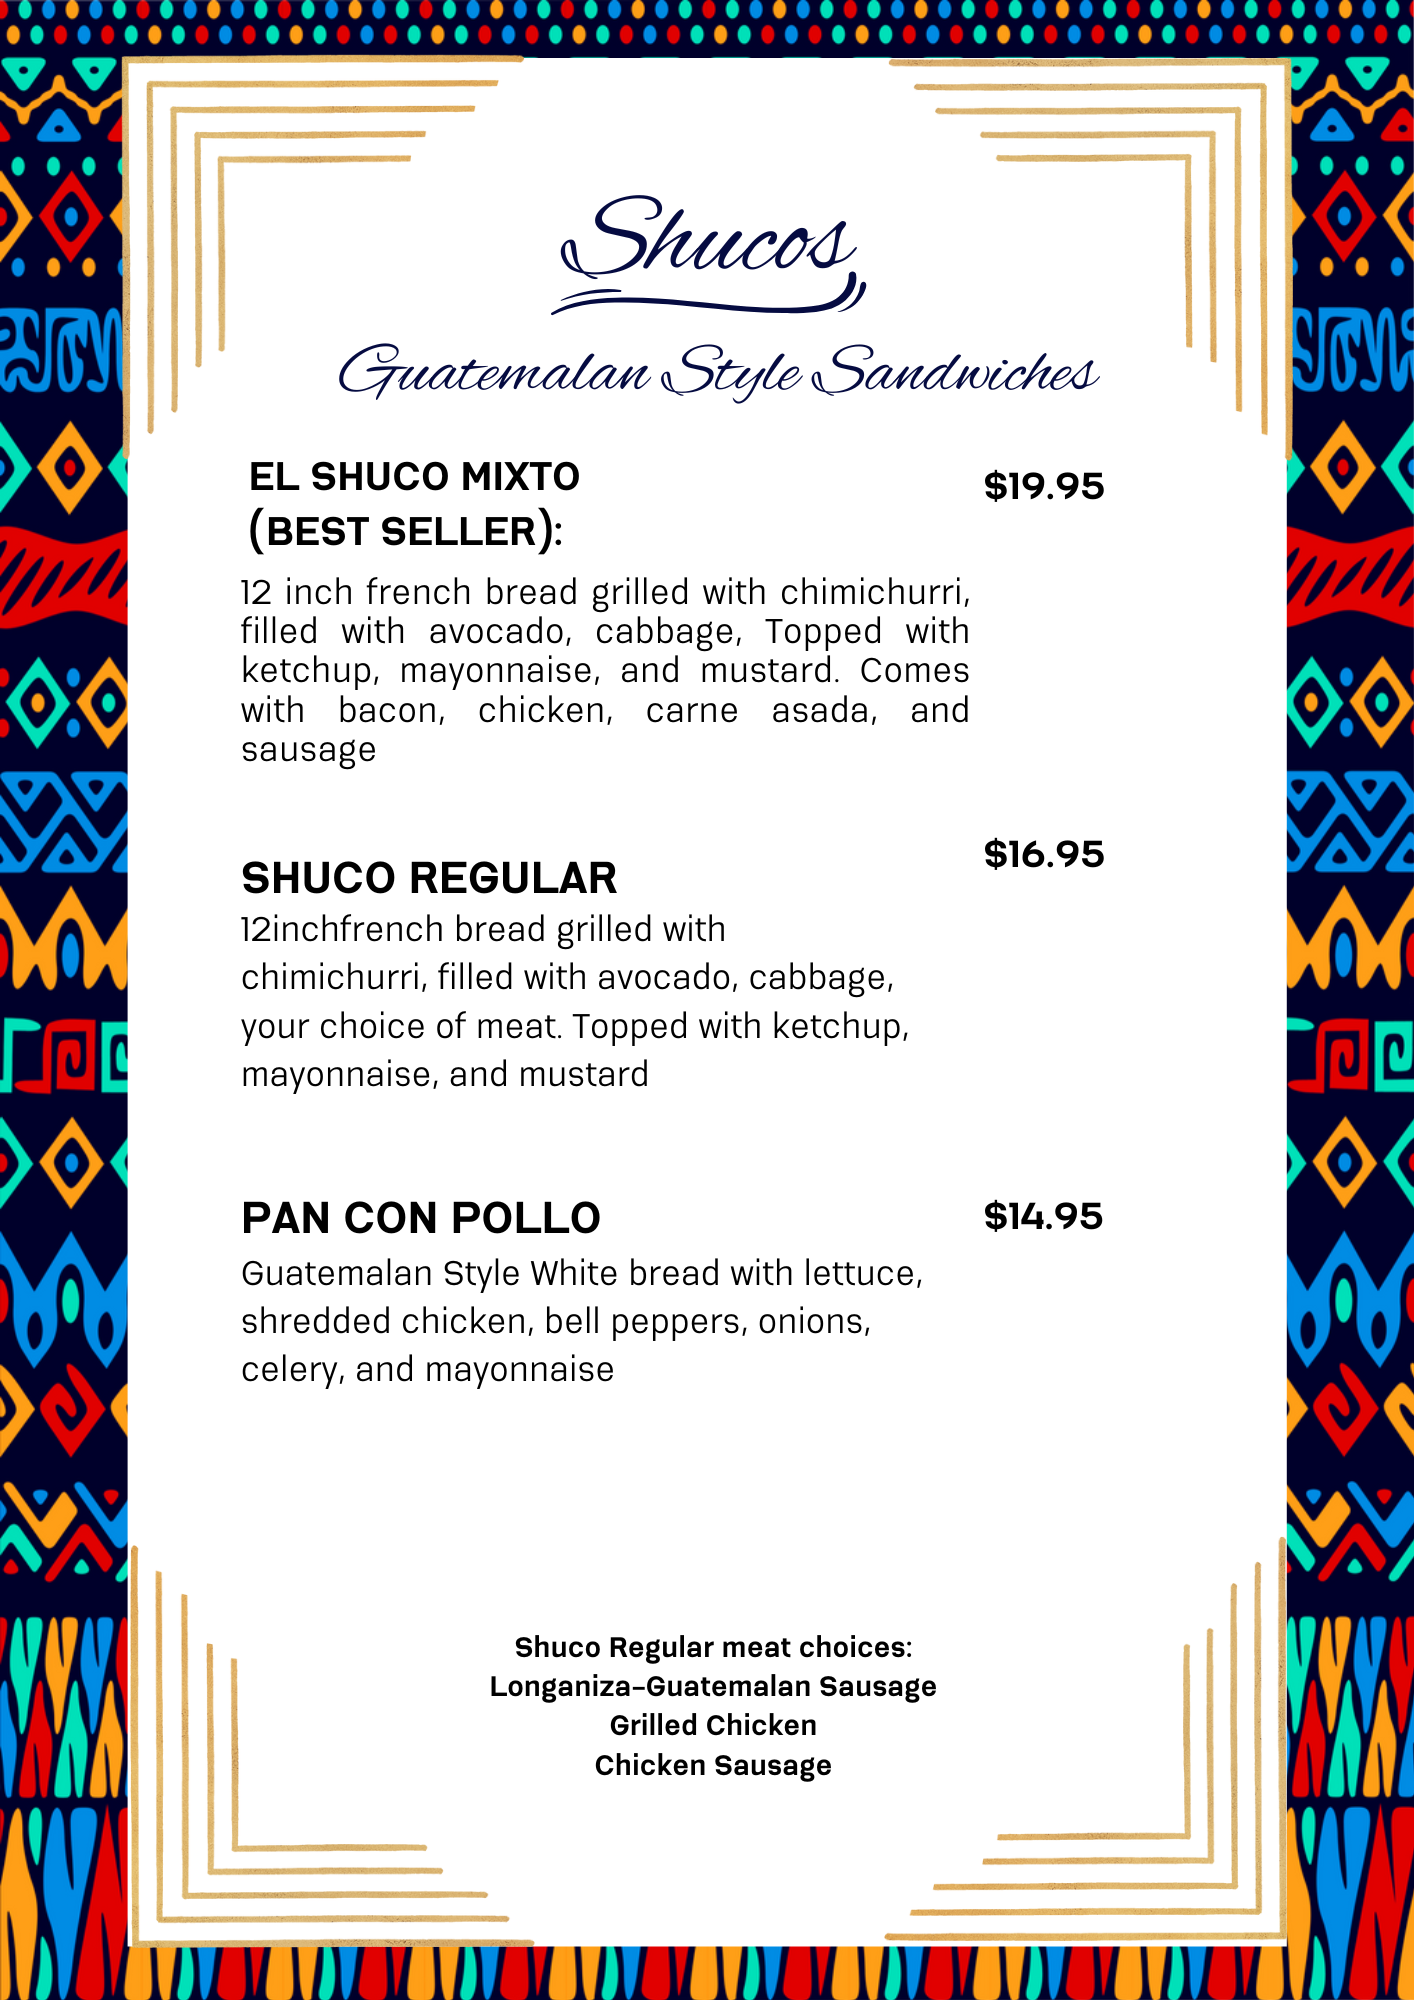 Shucos
Guatemalan Style Sandwiches
EL SHUCO MIXTO
$19.95
(BEST SELLER):
12 inch french bread grilled with chimichurri,
filled with avocado, cabbage, Topped with
ketchup, mayonnaise, and mustard. Comes
with bacon, chicken, carne asada, and
sausage
SHUCO REGULAR
$16.95
12inchfrench bread grilled with
chimichurri, filled with avocado, cabbage,
your choice of meat. Topped with ketchup,
mayonnaise, and mustard
PAN CON POLLO
$14.95
Guatemalan Style White bread with lettuce,
shredded chicken, bell peppers, onions,
celery, and mayonnaise
Shuco Regular meat choices:
Longaniza-Guatemalan Sausage
Grilled Chicken
Chicken Sausage